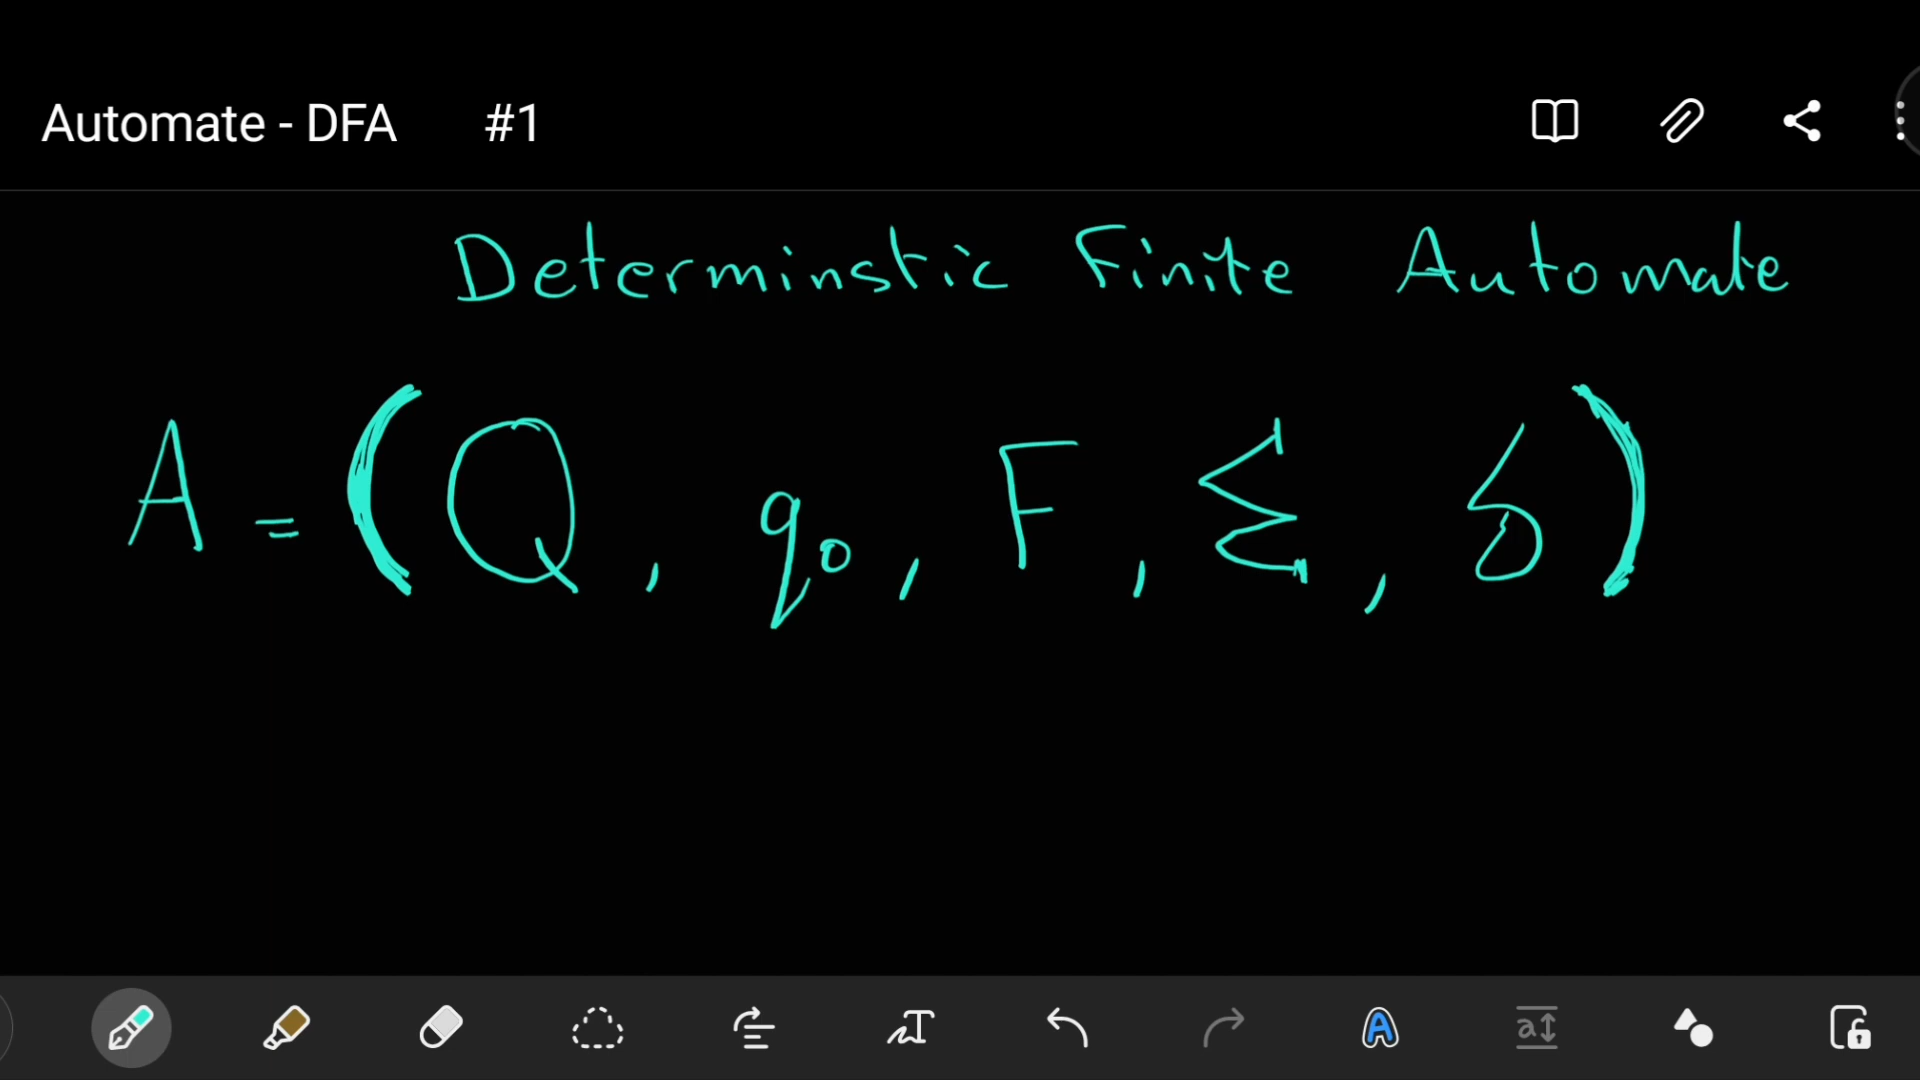 Automate - DFA #1
Determinstic Finite Automate
A = (Q, q₀, F, Σ, δ)